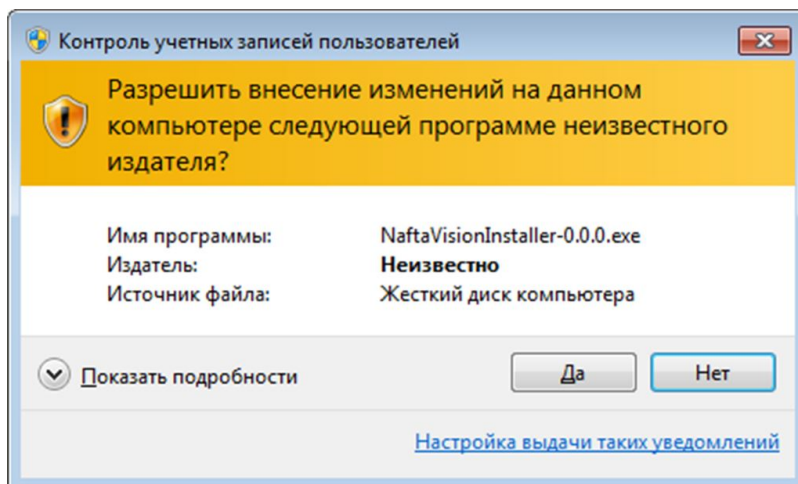 Контроль учетных записей пользователей
Разрешить внесение изменений на данном
компьютере следующей программе неизвестного
издателя?
Имя программы: NaftaVisionInstaller-0.0.0.exe
Издатель: Неизвестно
Источник файла: Жесткий диск компьютера
Показать подробности Да Нет
Настройка выдачи таких уведомлений